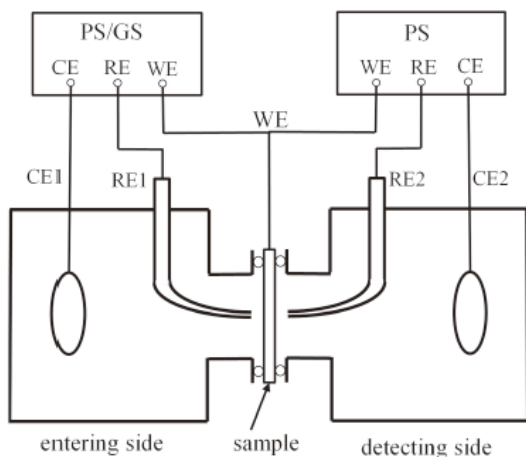 PS/GS
CE RE WE
PS
WE RE CE
WE
CE1
RE1
RE2
CE2
entering side
sample
detecting side